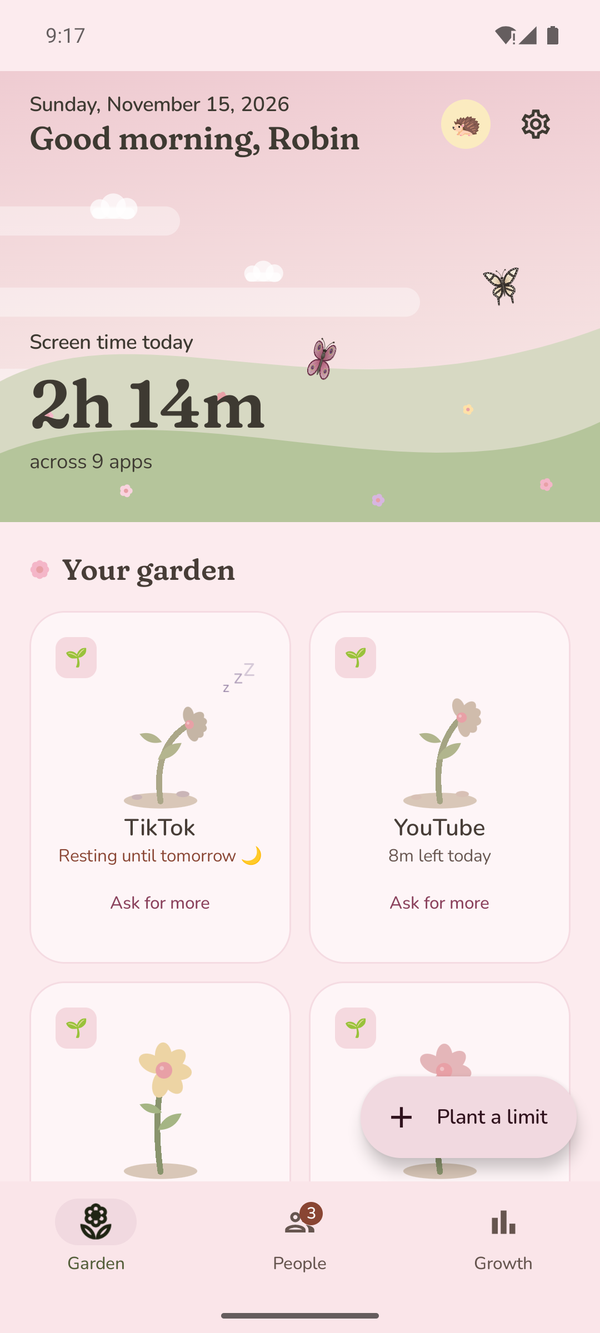 9:17
Sunday, November 15, 2026
Good morning, Robin
Screen time today
2h 14m
across 9 apps
Your garden
z z Z
TikTok
Resting until tomorrow 🌙
Ask for more
YouTube
8m left today
Ask for more
Plant a limit
3
Garden
People
Growth